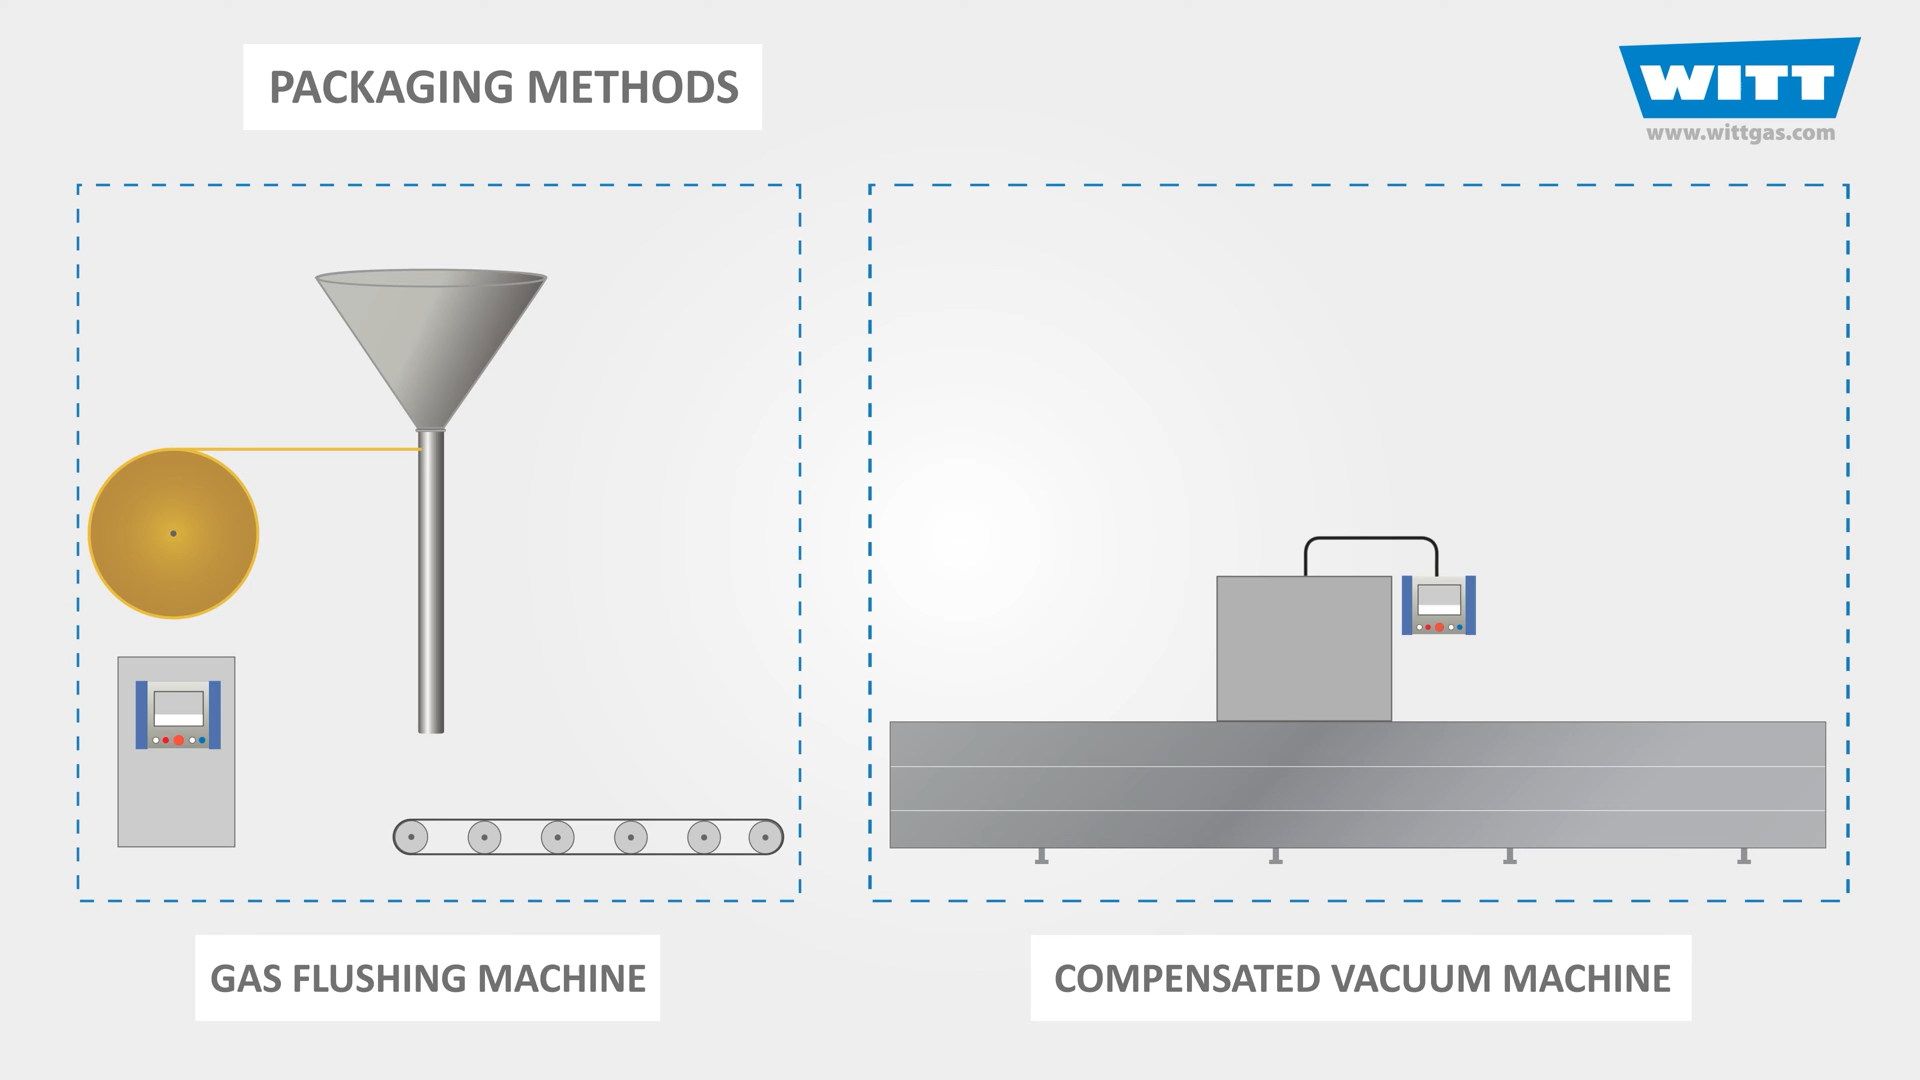 PACKAGING METHODS
WITT
www.wittgas.com
GAS FLUSHING MACHINE
COMPENSATED VACUUM MACHINE